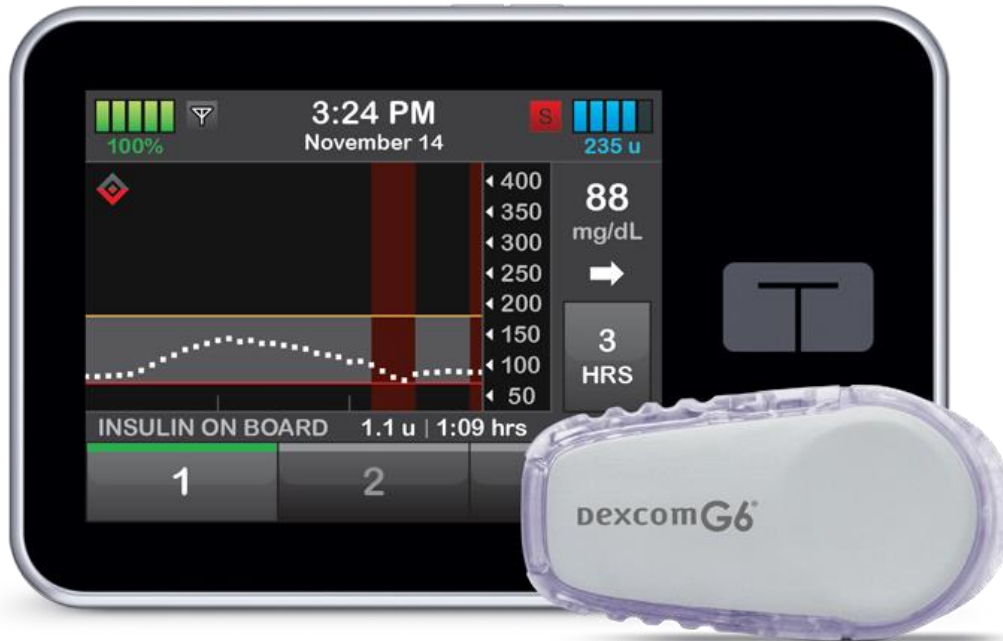 3:24 PM
S
100%
November 14
235 u
400
350
300
250
200
150
100
50
88
mg/dL
3
HRS
INSULIN ON BOARD 1.1 u | 1:09 hrs
1
2
Dexcom G6